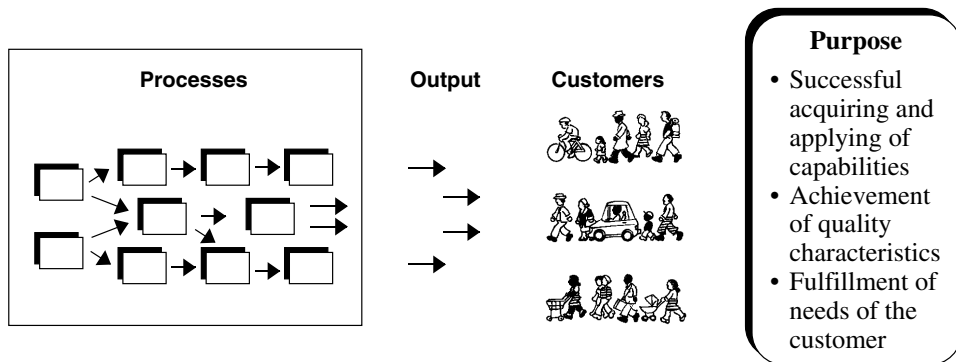 Processes
Output
Customers
Purpose
• Successful
acquiring and
applying of
capabilities
• Achievement
of quality
characteristics
• Fulfillment of
needs of the
customer